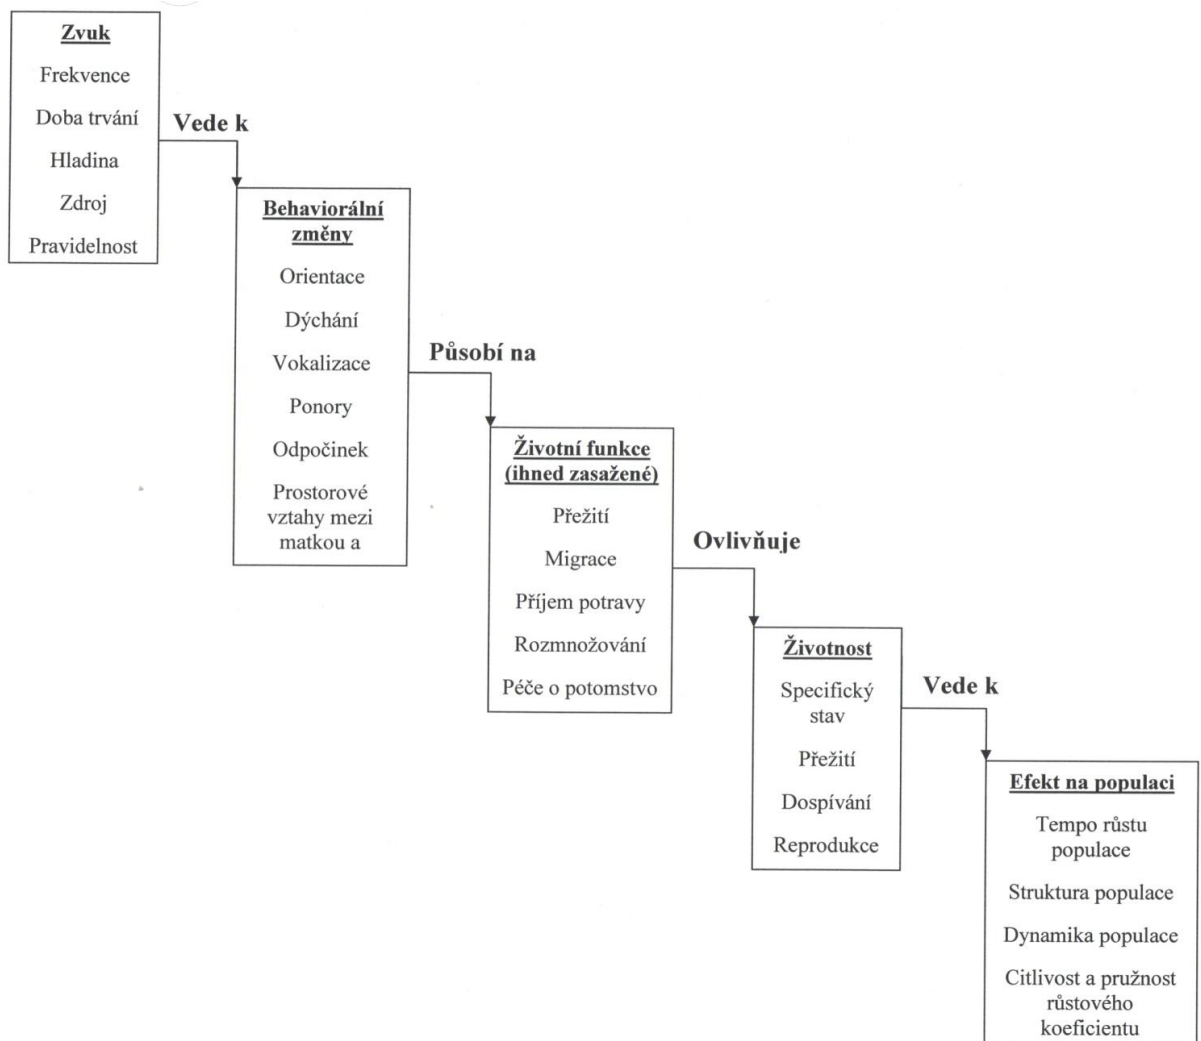 Zvuk
Frekvence
Doba trvání
Hladina
Zdroj
Pravidelnost
Vede k
Behaviorální
změny
Orientace
Dýchání
Vokalizace
Ponory
Odpočinek
Prostorové
vztahy mezi
matkou a
Působí na
Životní funkce
(ihned zasažené)
Přežití
Migrace
Příjem potravy
Rozmnožování
Péče o potomstvo
Ovlivňuje
Životnost
Specifický
stav
Přežití
Dospívání
Reprodukce
Vede k
Efekt na populaci
Tempo růstu
populace
Struktura populace
Dynamika populace
Citlivost a pružnost
růstového
koeficientu